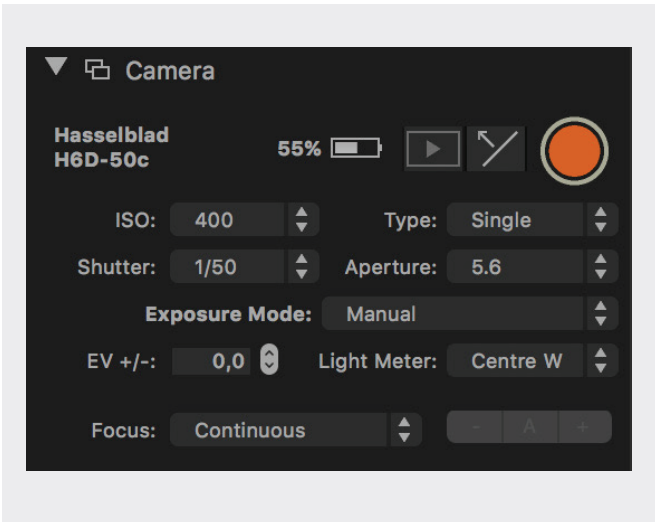 Camera
Hasselblad
H6D-50c
55%
ISO: 400 Type: Single
Shutter: 1/50 Aperture: 5.6
Exposure Mode: Manual
EV +/-: 0,0 Light Meter: Centre W
Focus: Continuous - A +